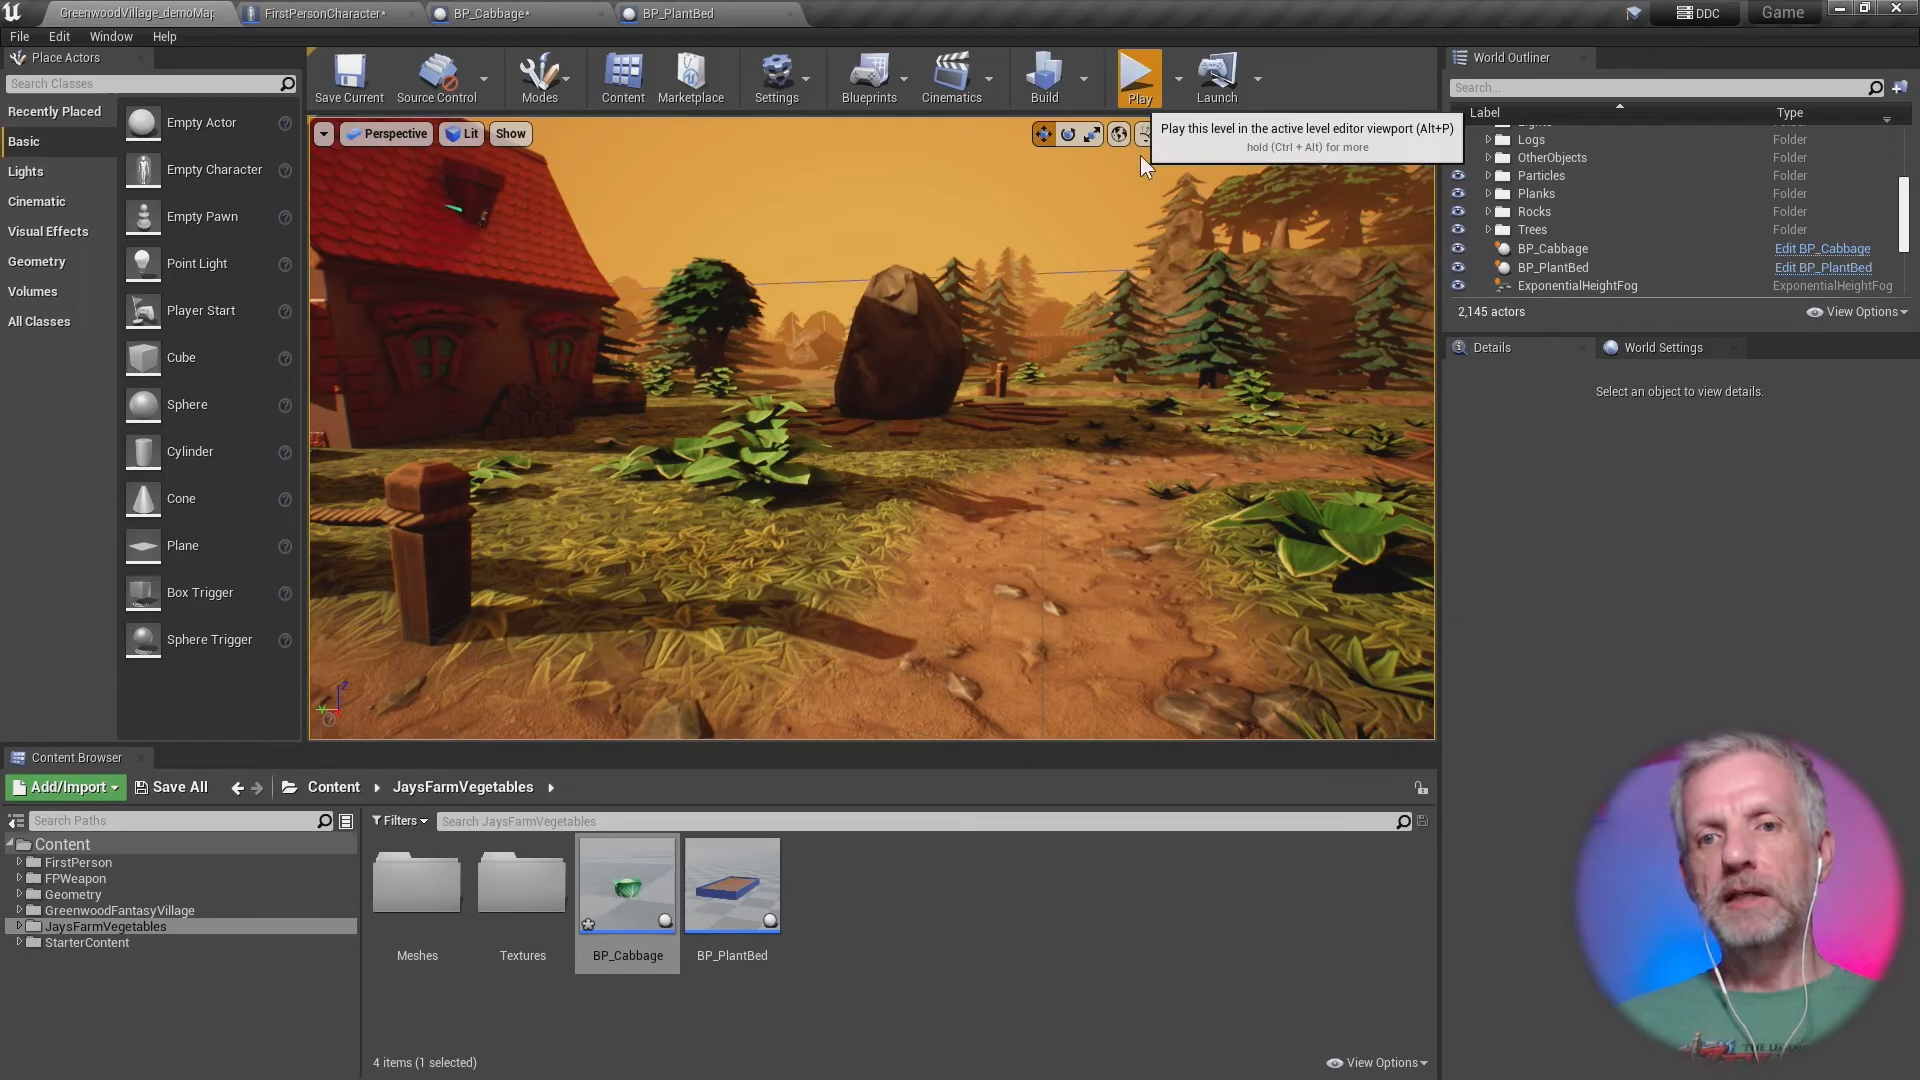 GreenwoodVillage_demoMap
FirstPersonCharacter*
BP_Cabbage*
BP_PlantBed
DDC
Game
File
Edit
Window
Help
Place Actors
Search Classes
Recently Placed
Basic
Lights
Cinematic
Visual Effects
Geometry
Volumes
All Classes
Empty Actor
Empty Character
Empty Pawn
Point Light
Player Start
Cube
Sphere
Cylinder
Cone
Plane
Box Trigger
Sphere Trigger
Save Current
Source Control
Modes
Content
Marketplace
Settings
Blueprints
Cinematics
Build
Play
Launch
Perspective
Lit
Show
Play this level in the active level editor viewport (Alt+P)
hold (Ctrl + Alt) for more
World Outliner
Search...
Label
Type
Lights
Logs
Folder
OtherObjects
Folder
Particles
Folder
Planks
Folder
Rocks
Folder
Trees
Folder
BP_Cabbage
Edit BP_Cabbage
BP_PlantBed
Edit BP_PlantBed
ExponentialHeightFog
ExponentialHeightFog
2,145 actors
View Options
Details
World Settings
Select an object to view details.
Content Browser
Add/Import
Save All
Content
JaysFarmVegetables
Search Paths
Filters
Search JaysFarmVegetables
Content
FirstPerson
FPWeapon
Geometry
GreenwoodFantasyVillage
JaysFarmVegetables
StarterContent
Meshes
Textures
BP_Cabbage
BP_PlantBed
4 items (1 selected)
View Options